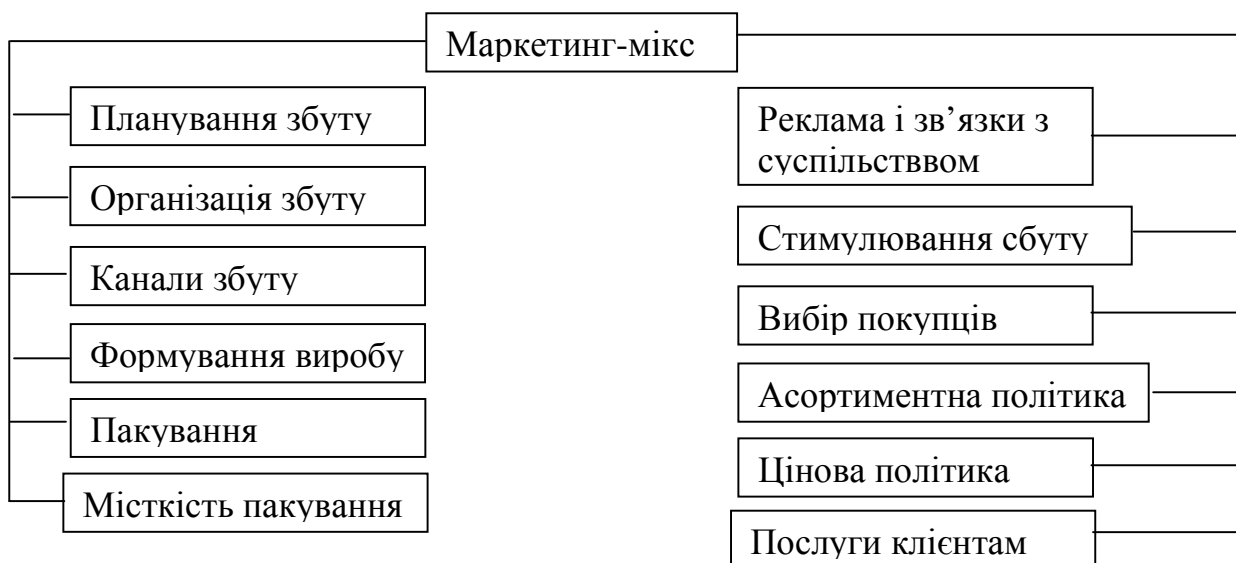 Маркетинг-мікс
Планування збуту
Організація збуту
Канали збуту
Формування виробу
Пакування
Місткість пакування
Реклама і зв’язки з
суспільстввом
Стимулювання сбуту
Вибір покупців
Асортиментна політика
Цінова політика
Послуги клієнтам